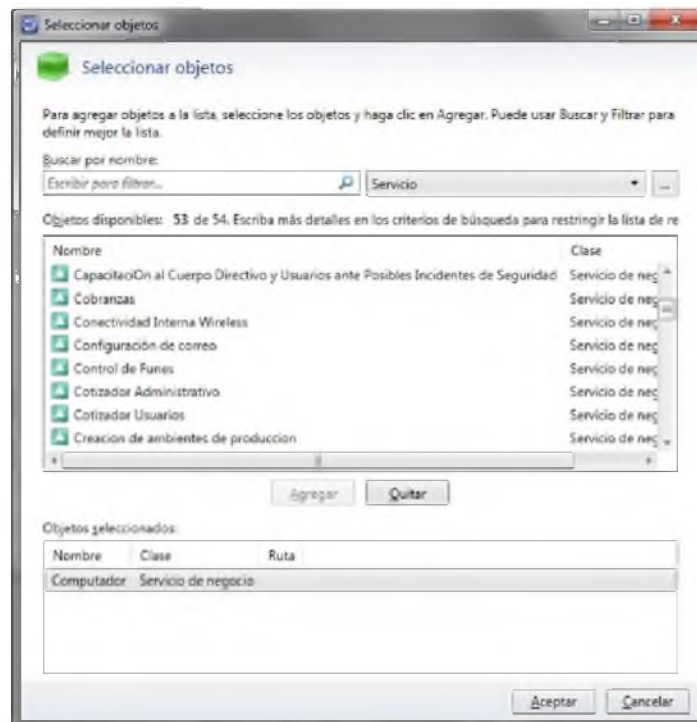 Seleccionar objetos
Seleccionar objetos
Para agregar objetos a la lista, seleccione los objetos y haga clic en Agregar. Puede usar Buscar y Filtrar para
definir mejor la lista.
Buscar por nombre:
Escribir para filtrar...
Servicio
...
Objetos disponibles: 53 de 54. Escriba más detalles en los criterios de búsqueda para restringir la lista de re
Nombre Clase
CapacitaciOn al Cuerpo Directivo y Usuarios ante Posibles Incidentes de Seguridad Servicio de neg
Cobranzas Servicio de neg
Conectividad Interna Wireless Servicio de neg
Configuración de correo Servicio de neg
Control de Funes Servicio de neg
Cotizador Administrativo Servicio de neg
Cotizador Usuarios Servicio de neg
Creacion de ambientes de produccion Servicio de neg
Agregar Quitar
Objetos seleccionados:
Nombre Clase Ruta
Computador Servicio de negocio
Aceptar Cancelar